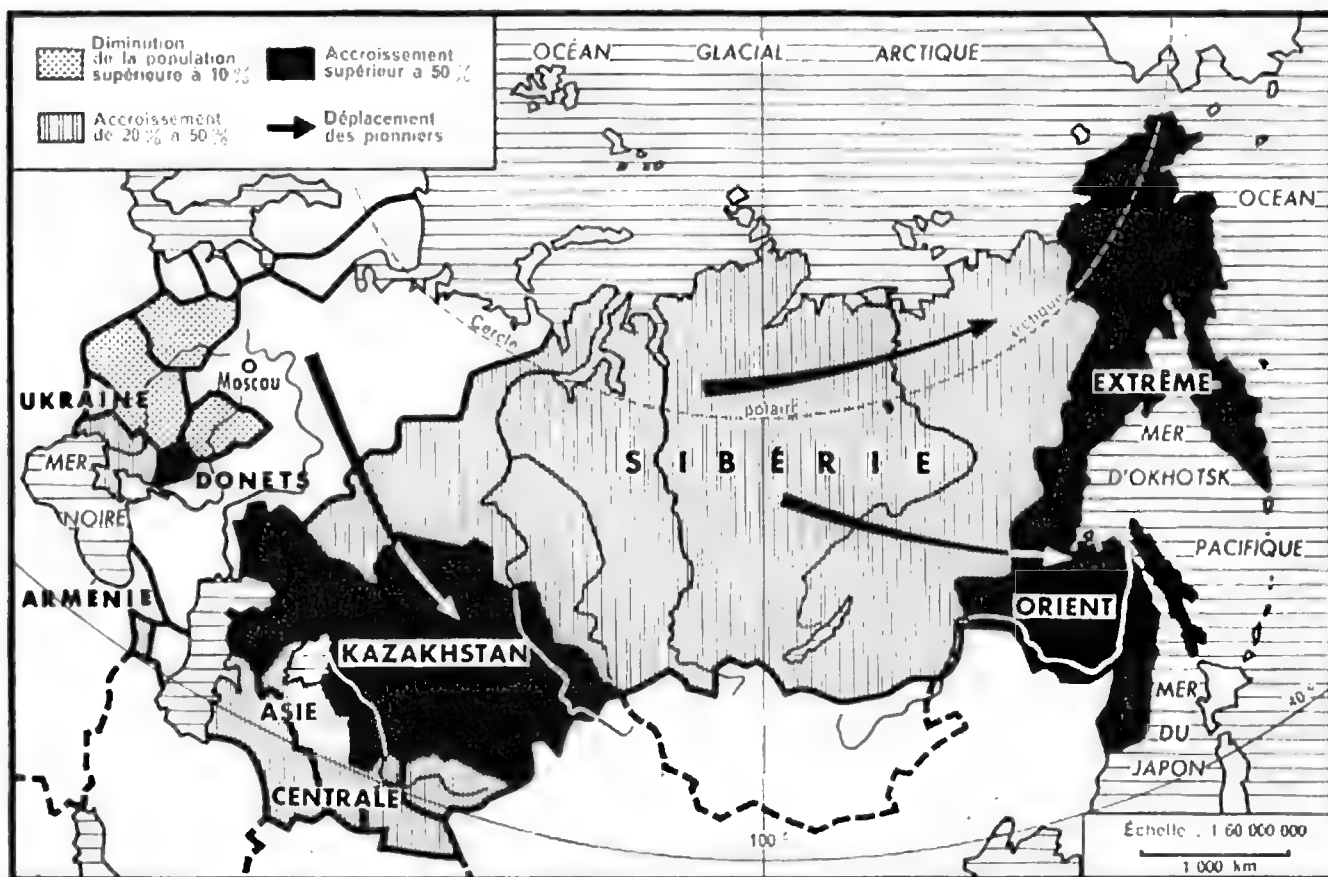 Diminution
de la population
supérieure à 10 %
Accroissement
supérieur à 50 %
Accroissement
de 20 % à 50 %
Déplacement
des pionniers
OCÉAN GLACIAL ARCTIQUE
OCÉAN
Cercle
polaire
arctique
Moscou
UKRAINE
EXTRÊME
MER
SIBÉRIE
MER
D'OKHOTSK
DONETS
NOIRE
PACIFIQUE
ARMÉNIE
ORIENT
KAZAKHSTAN
ASIE
MER
40°
DU
JAPON
CENTRALE
100°
Échelle : 1/60 000 000
1 000 km